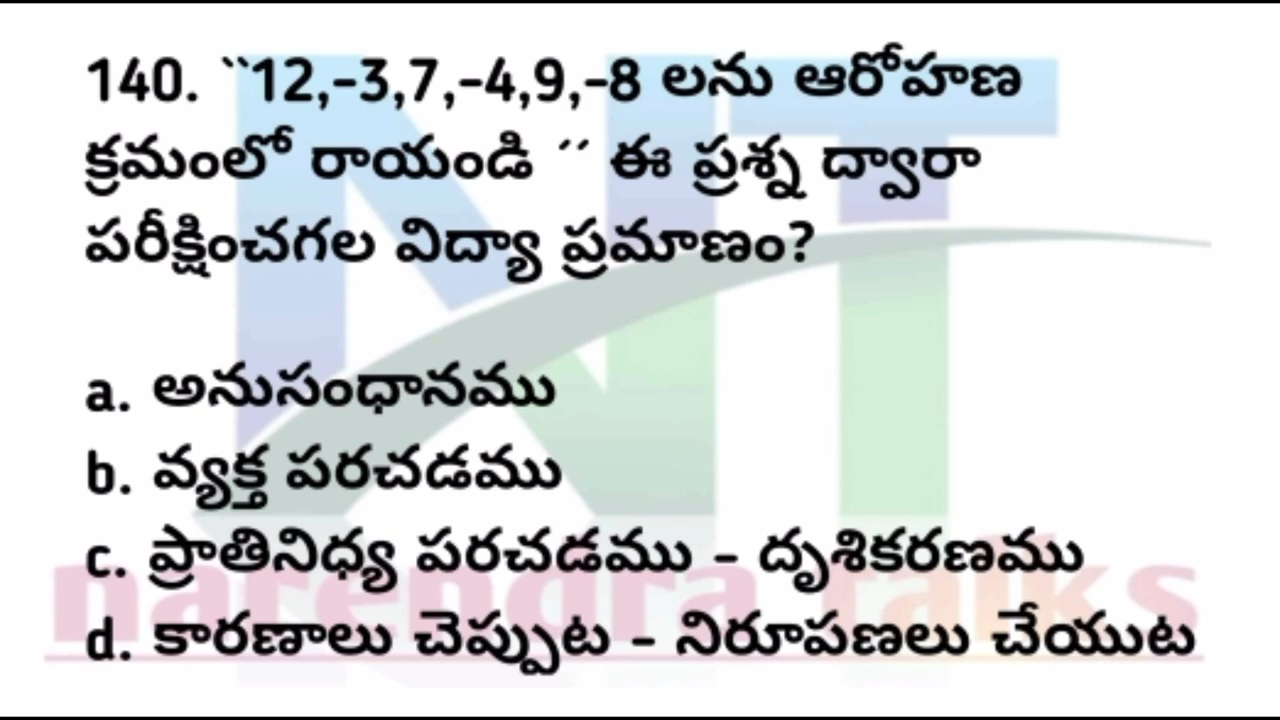 140. ``12,-3,7,-4,9,-8 లను ఆరోహణ
క్రమంలో రాయండి ´´ ఈ ప్రశ్న ద్వారా
పరీక్షించగల విద్యా ప్రమాణం?
a. అనుసంధానము
b. వ్యక్త పరచడము
c. ప్రాతినిధ్య పరచడము - దృశికరణము
d. కారణాలు చెప్పుట - నిరూపణలు చేయుట
NT
narendra talks